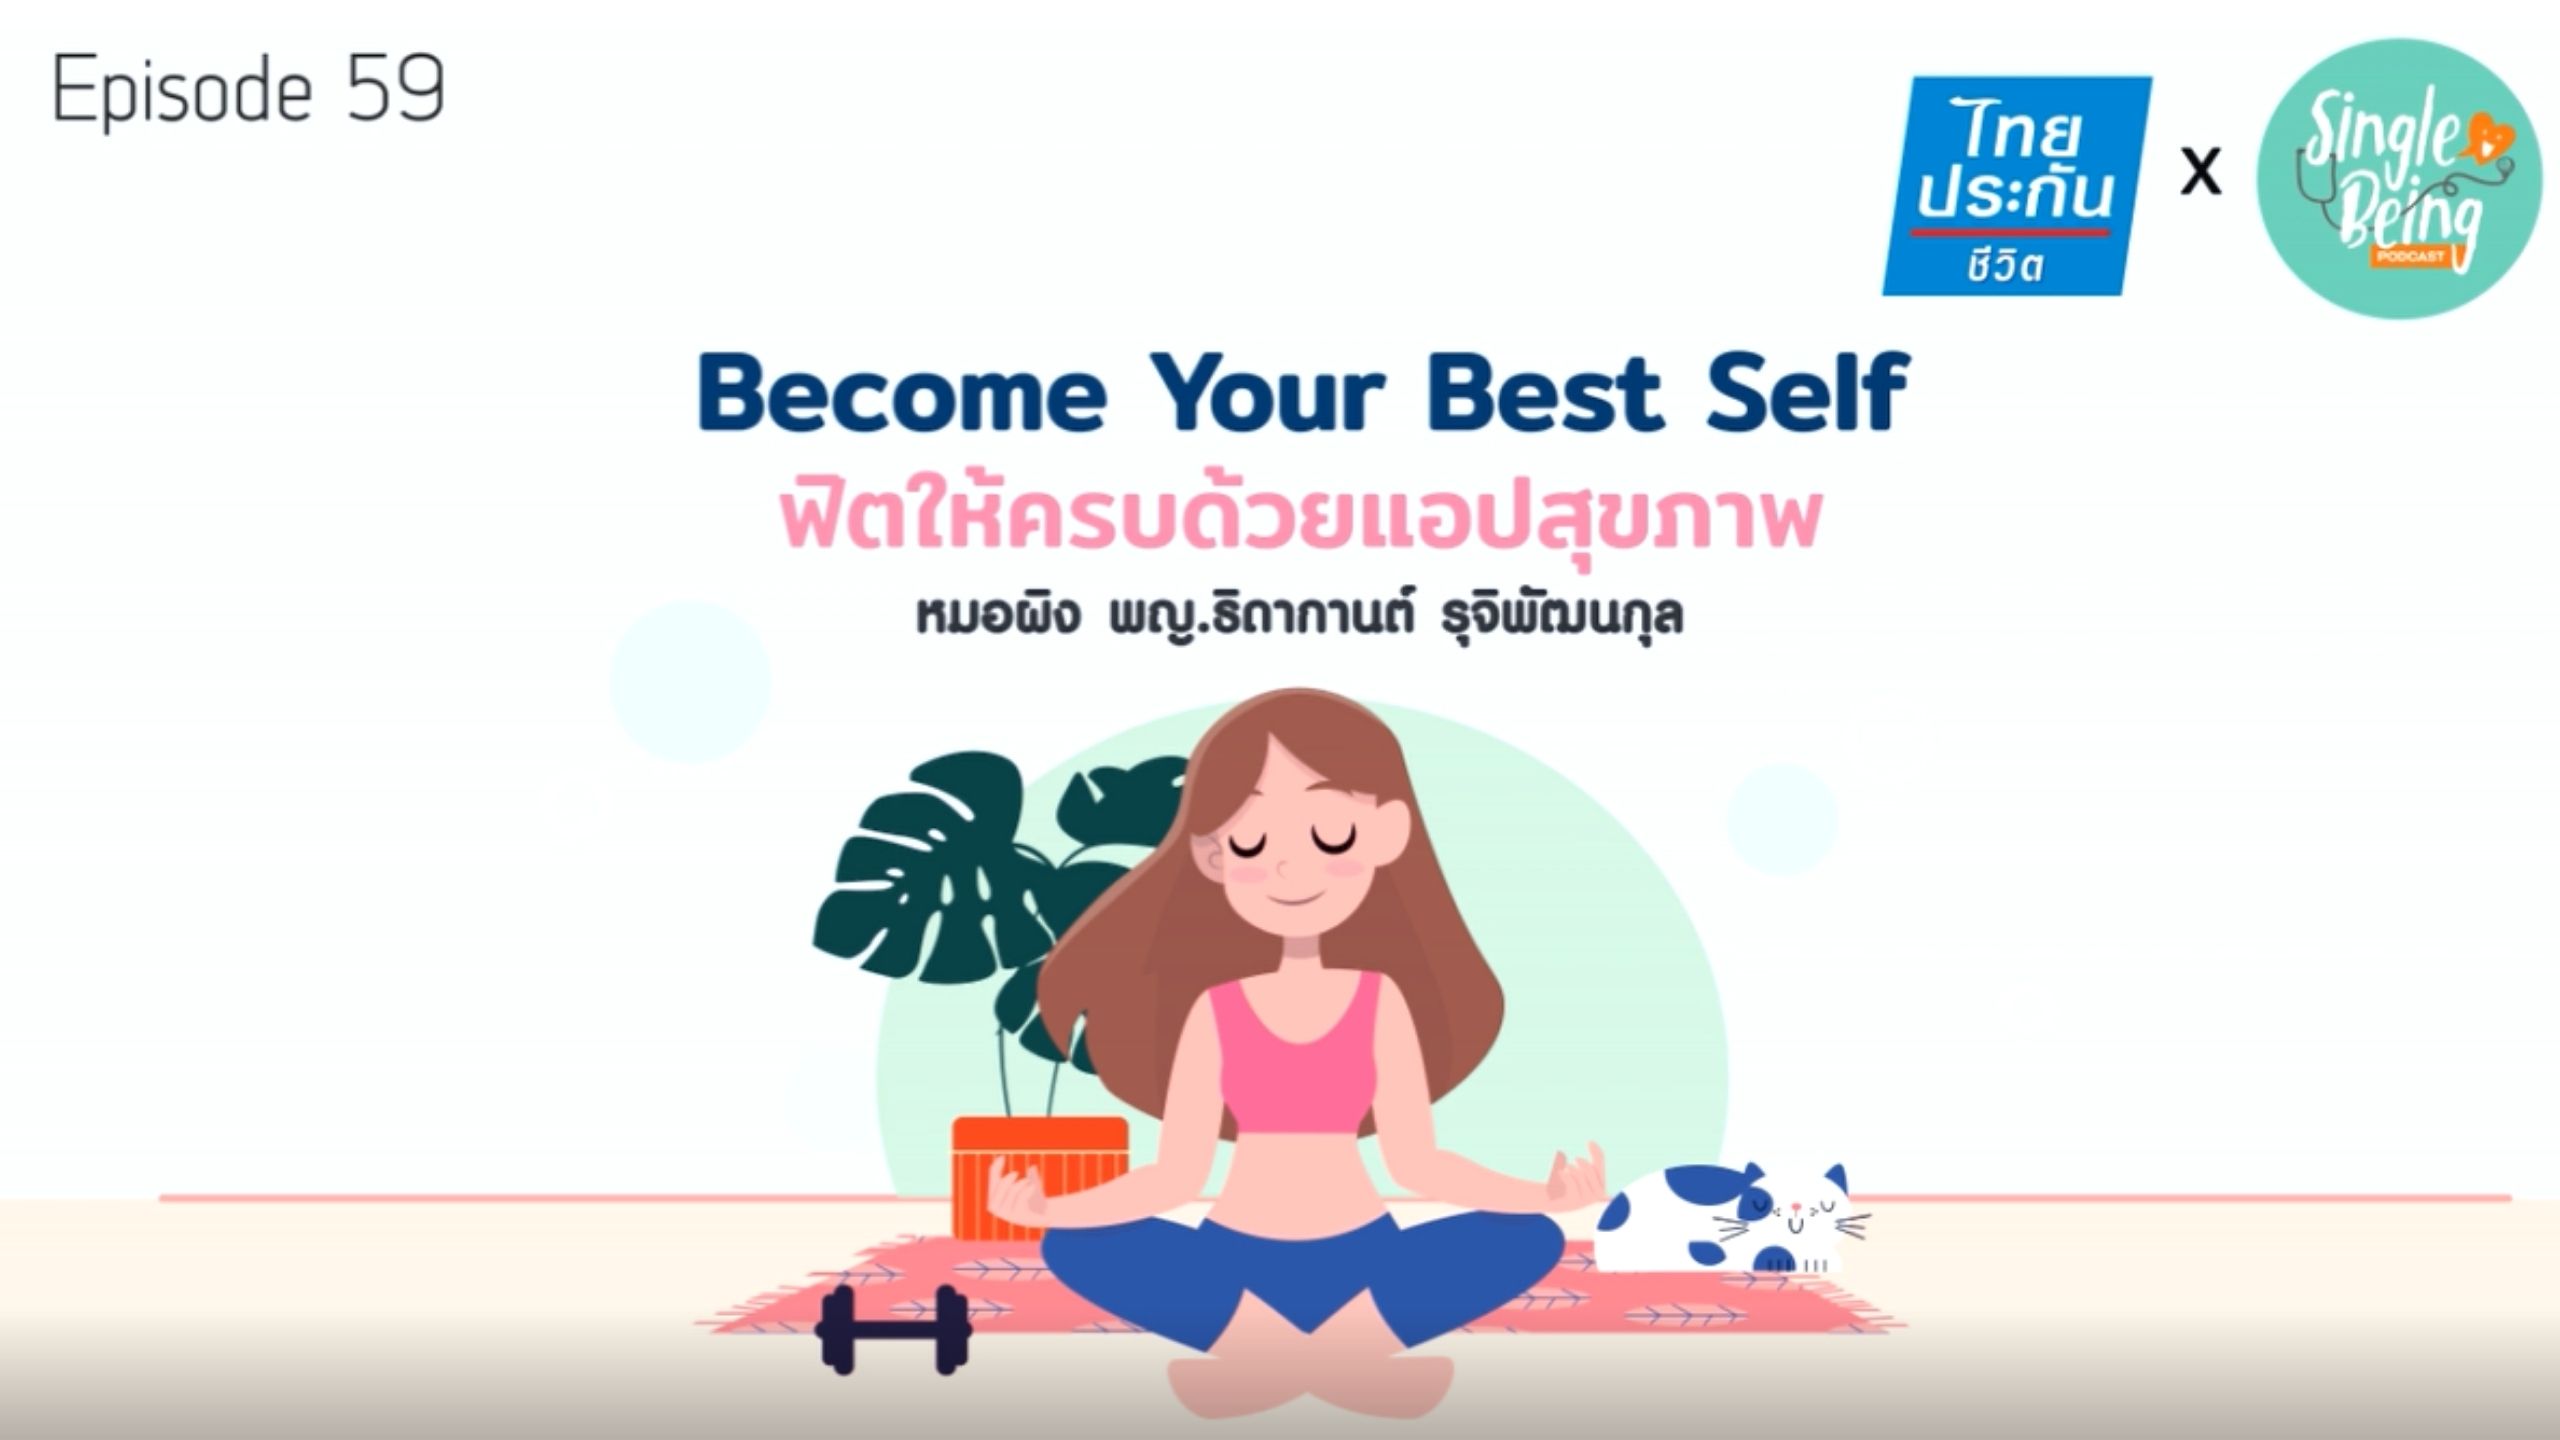 Episode 59
ไทย
ประกัน
ชีวิต
X
Single
Being
PODCAST
Become Your Best Self
ฟิตให้ครบด้วยแอปสุขภาพ
หมอผิง พญ.ธิดากานต์ รุจิพัฒนกุล